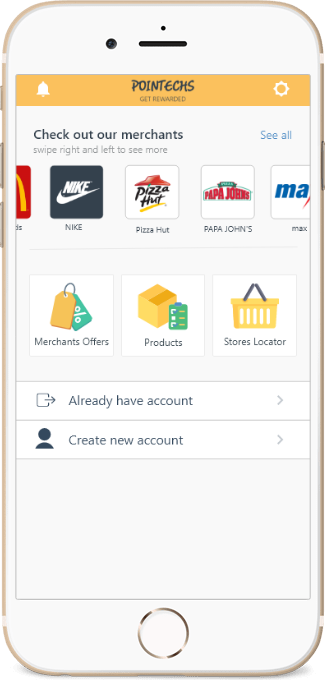 POINTECHS
GET REWARDED
Check out our merchants
See all
swipe right and left to see more
NIKE
Pizza
Hut
PAPA JOHNS
ma
ds
NIKE
Pizza Hut
PAPA JOHN'S
max
Merchants Offers
Products
Stores Locator
Already have account
Create new account